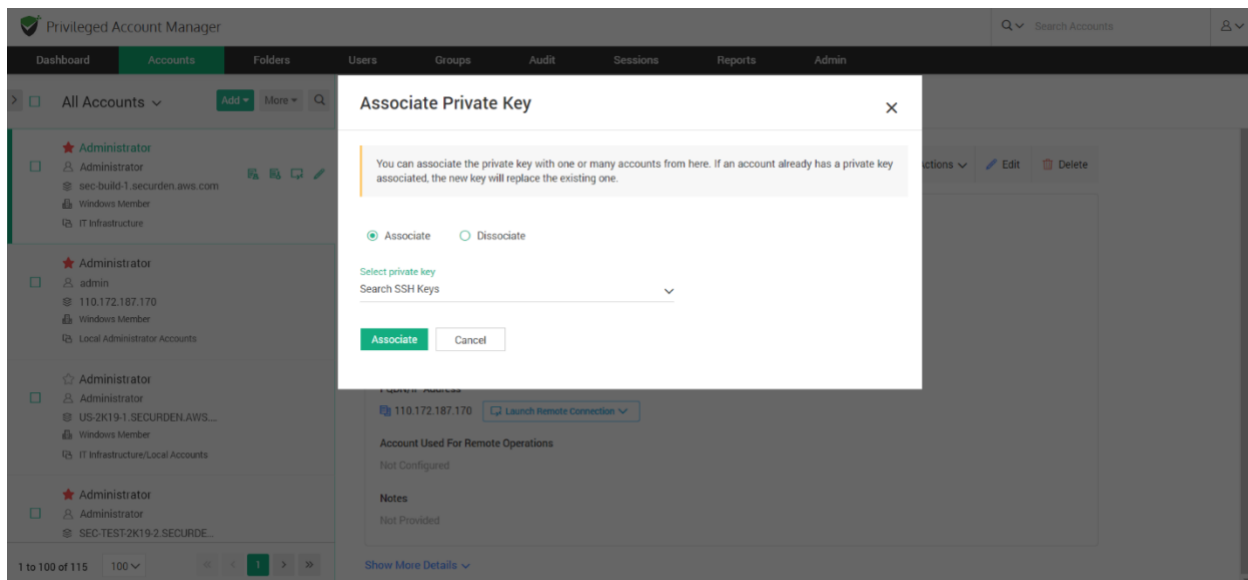 Privileged Account Manager
Search Accounts
Dashboard Accounts Folders Users Groups Audit Sessions Reports Admin
All Accounts
Add
More
Administrator
Administrator
sec-build-1.securden.aws.com
Windows Member
IT Infrastructure
Administrator
admin
110.172.187.170
Windows Member
Local Administrator Accounts
Administrator
Administrator
US-2K19-1.SECURDEN.AWS....
Windows Member
IT Infrastructure/Local Accounts
Administrator
Administrator
SEC-TEST-2K19-2.SECURDE...
1 to 100 of 115
100
1
Associate Private Key
You can associate the private key with one or many accounts from here. If an account already has a private key
associated, the new key will replace the existing one.
Associate Dissociate
Select private key
Search SSH Keys
Associate Cancel
Edit Delete
110.172.187.170 Launch Remote Connection
Account Used For Remote Operations
Not Configured
Notes
Not Provided
Show More Details